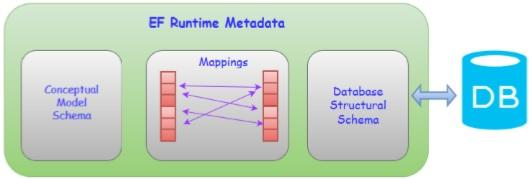 EF Runtime Metadata
Conceptual
Model
Schema
Mappings
Database
Structural
Schema
DB